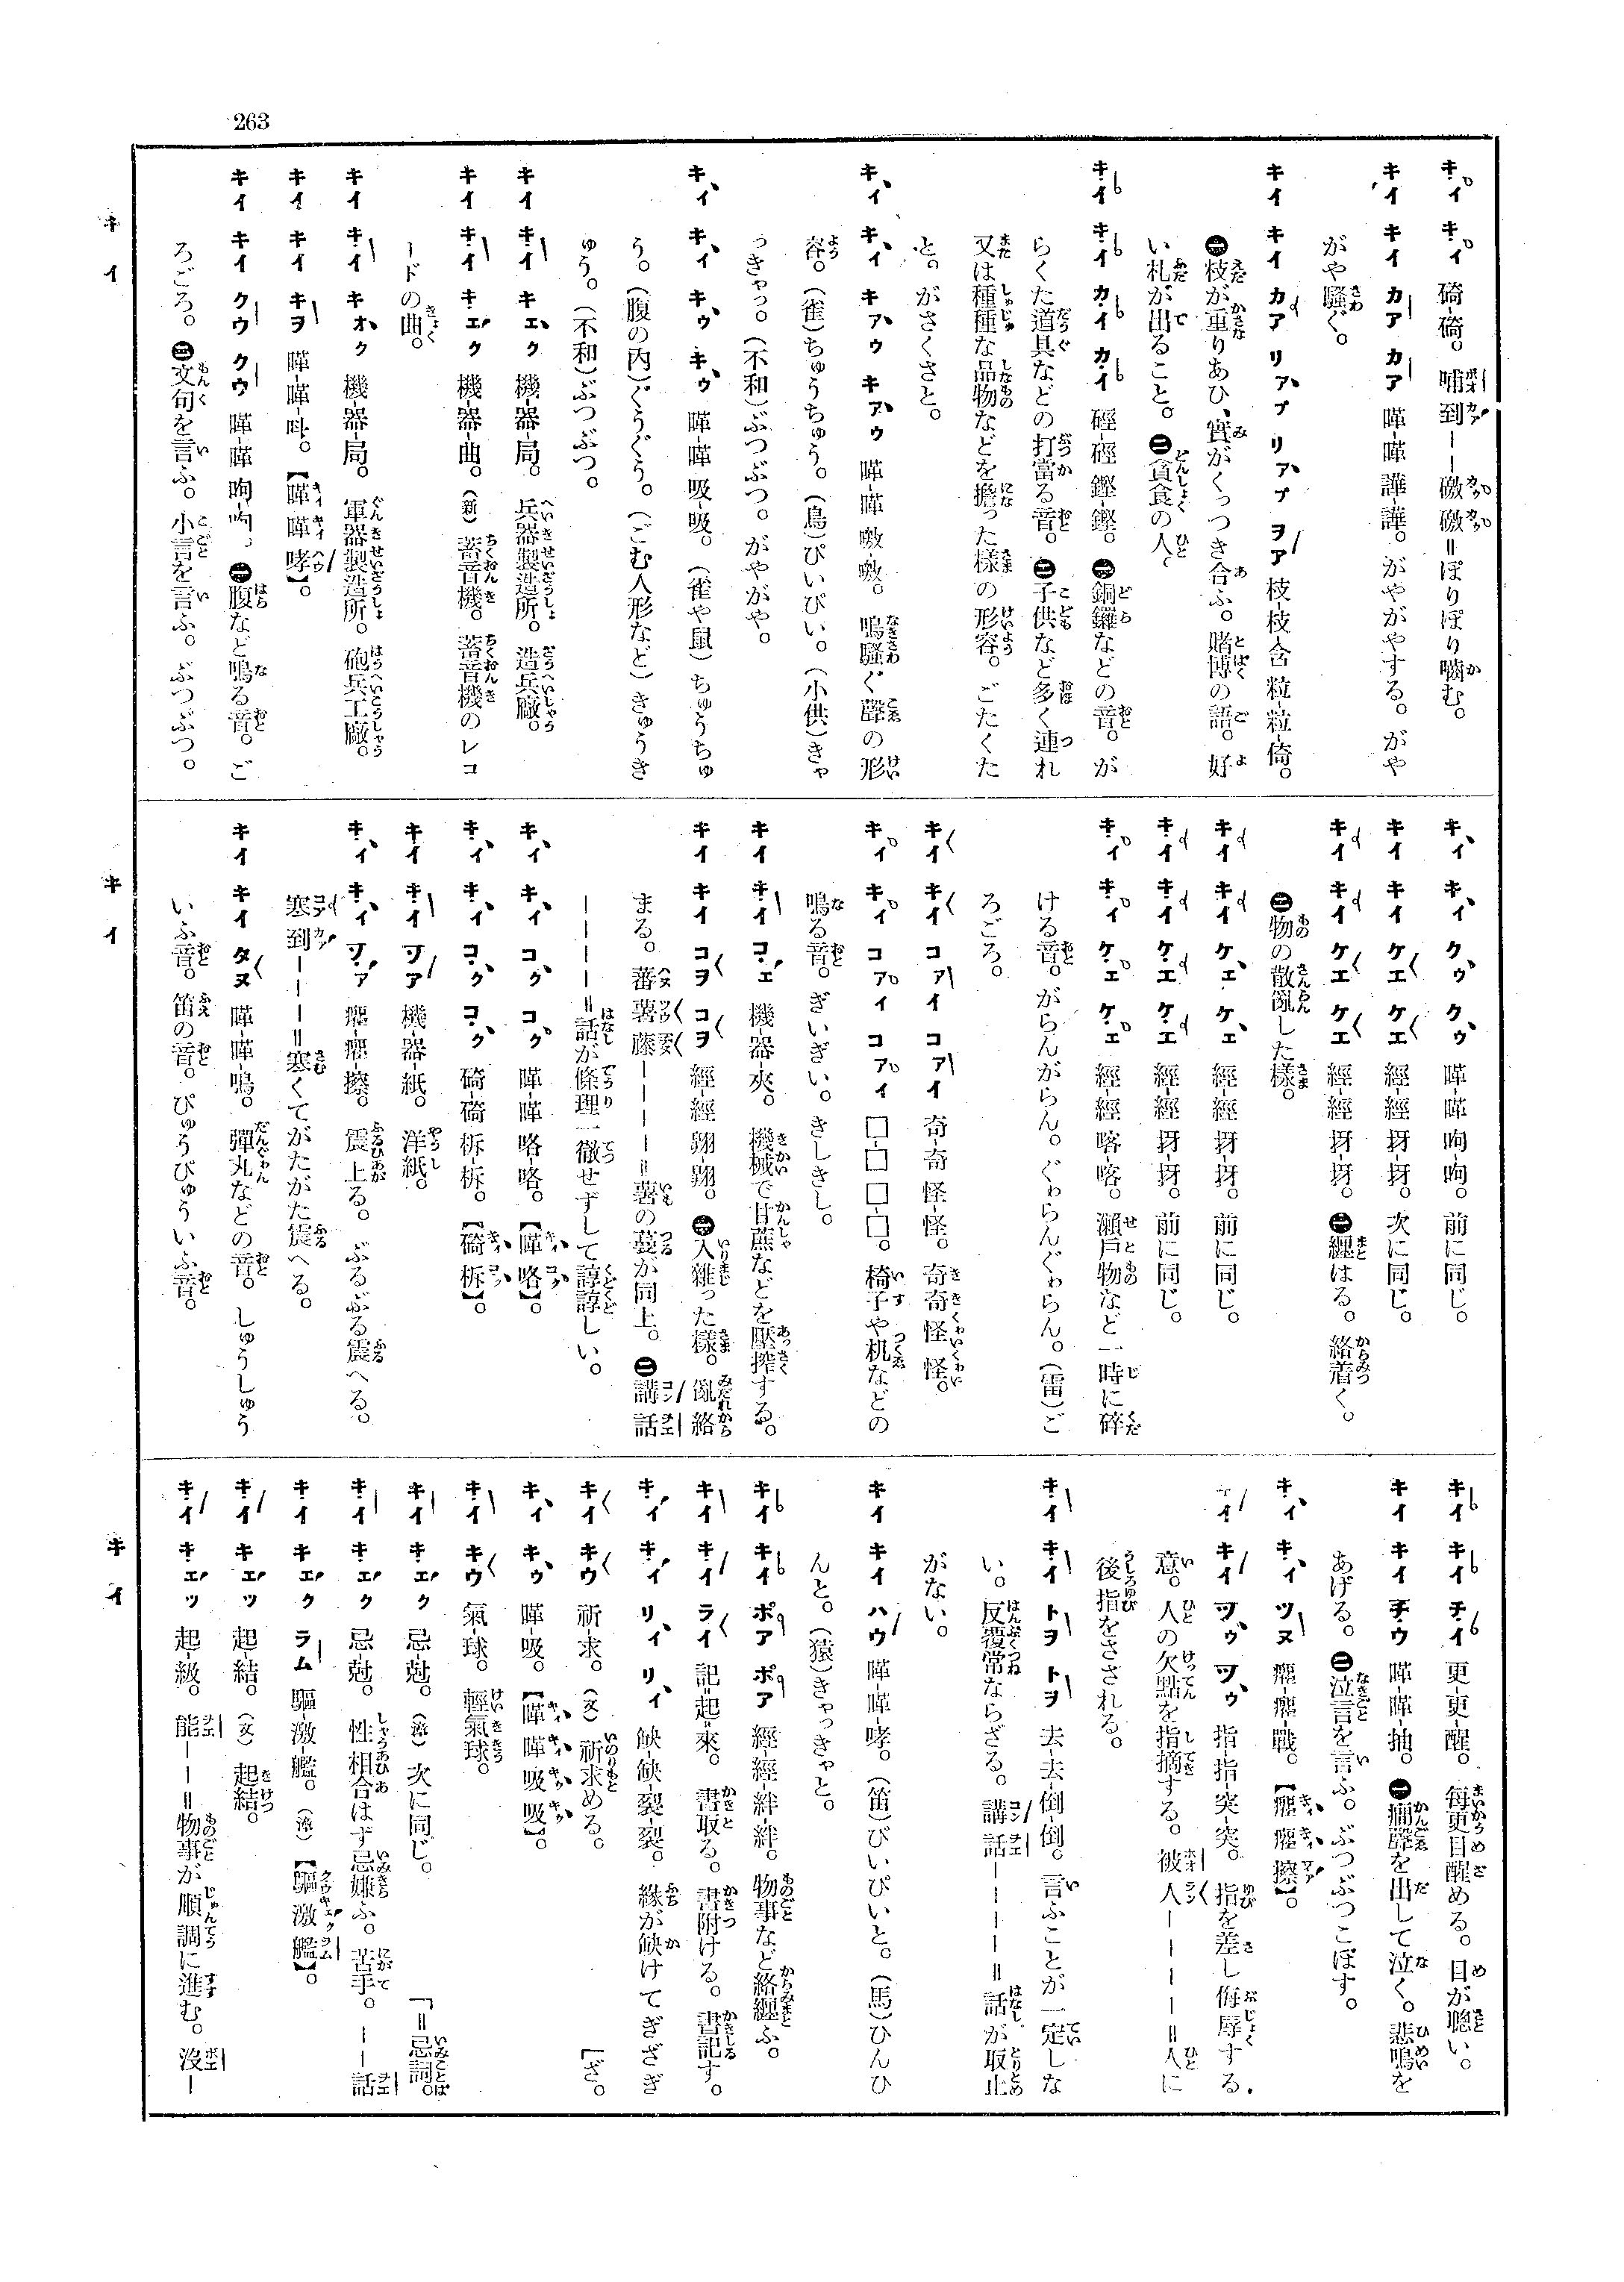 263
キイ キイ 碕-碕。哺到——礉礉=ぽりぽり嚙む。
キイ キイ カア カア 嘩-嘩 譁-譁。がやがやする。がや
がや騷ぐ。
キイ キイ カア リアプ リアプ ヲア 枝-枝-含 粒-粒-倚。
㊀枝が重りあひ、實がくっつき合ふ。賭博の語。好
い札が出ること。㊁貪食の人。
キイ キイ カイ カイ 硜-硜 鏗-鏗。㊀銅鑼などの音。が
らくた道具などの打當る音。㊁子供など多く連れ
又は種種な品物などを擔った樣の形容。ごたくた
と。がさくさと。
キイ キイ キアウ キアウ 嘩-嘩 噭-噭。鳴騷ぐ聲の形
容。(雀)ちゅうちゅう。(鳥)ぴいぴい。(小供)きゃ
っきゃっ。(不和)ぶつぶつ。がやがや。
キイ キイ キウ キウ 嘩-嘩 吸-吸。(雀や鼠)ちゅうちゅ
う。(腹の內)ぐうぐう。(ごむ人形など)きゅうき
ゅう。(不和)ぶつぶつ。
キイ キイ キエク 機-器-局。兵器製造所。造兵廠。
キイ キイ キエク 機-器-曲。(新)蓄音機。蓄音機のレコ
ードの曲。
キイ キイ キオク 機-器-局。軍器製造所。砲兵工廠。
キイ キイ キヲ 嘩-嘩-呌。【嘩嘩哮】。
キイ キイ クウ クウ 嘩-嘩 呴-呴。㊀腹など鳴る音。ご
ろごろ。㊁文句を言ふ。小言を言ふ。ぶつぶつ。
キイ キイ クウ クウ 嘩-嘩 呴-呴。前に同じ。
キイ キイ ケエ ケエ 經-經 拐-拐。次に同じ。
キイ キイ ケエ ケエ 經-經 拐-拐。㊀纏はる。絡着く。
㊁物の散亂した樣。
キイ キイ ケエ ケエ 經-經 拐-拐。前に同じ。
キイ キイ ケエ ケエ 經-經 拐-拐。前に同じ。
キイ キイ ケエ ケエ 經-經 喀-喀。瀨戶物など一時に碎
ける音。がらんがらん。ぐゎらんぐゎらん。(雷)ご
ろごろ。
キイ キイ コアイ コアイ 奇-奇 怪-怪。奇奇怪怪。
キイ キイ コアイ コアイ □-□ □-□。椅子や机などの
鳴る音。ぎいぎい。きしきし。
キイ キイ コエ 機-器-夾。機械で甘蔗などを壓搾する。
キイ キイ コヲ コヲ 經-經 翱-翱。㊀入雜った樣。亂絡
まる。蕃薯藤————=薯の蔓が同上。㊁講話
————=話が條理一徹せずして諄諄しい。
キイ キイ コク コク 嘩-嘩 咯-咯。【嘩咯】。
キイ キイ コク コク 碕-碕 柝-柝。【碕柝】。
キイ キイ ツア 機-器-紙。洋紙。
キイ キイ ツア 癨-癨-擦。震上る。ぶるぶる震へる。
寒到———=寒くてがたがた震へる。
キイ キイ タヌ 嘩-嘩-鳴。彈丸などの音。しゅうしゅう
いふ音。笛の音。ぴゅうぴゅういふ音。
キイ キイ チイ 更-更-醒。每更目醒める。目が聰い。
キイ キイ チウ 嘩-嘩-抽。㊀癎聲を出して泣く。悲鳴を
あげる。㊁泣言を言ふ。ぶつぶつこぼす。
キイ キイ ツヌ 癨-癨-戰。【癨癨擦】。
キイ キイ ツウ ツウ 指-指-突-突。指を差し侮辱する.
意。人の欠點を指摘する。被人————=人に
後指をさされる。
キイ キイ トヲ トヲ 去-去-倒-倒。言ふことが一定しな
い。反覆常ならざる。講話————=話が取止
がない。
キイ キイ ハウ 嘩-嘩-哮。(笛)ぴいぴいと。(馬)ひんひ
んと。(猿)きゃっきゃと。
キイ キイ ポア ポア 經-經-絆-絆。物事など絡纏ふ。
キイ キイ ライ 記=起=來。書取る。書附ける。書記す。
キイ キイ リイ リイ 缺-缺-裂-裂。緣が缺けてぎざぎ
[ざ。
キイ キウ 祈-求。(文)祈求める。
キイ キウ 嘩-吸。【嘩嘩吸吸】。
キイ キウ 氣-球。輕氣球。
キイ キエク 忌-尅。(漳)次に同じ。
[=忌詞。
キイ キエク 忌-尅。性相合はず忌嫌ふ。苦手。——話
キイ キエク ラム 驅-激-艦。(漳)【驅激艦】。
キイ キエツ 起-結。(文)起結。
キイ キエツ 起-級。能——=物事が順調に進む。沒—
キイ
キイ
キイ